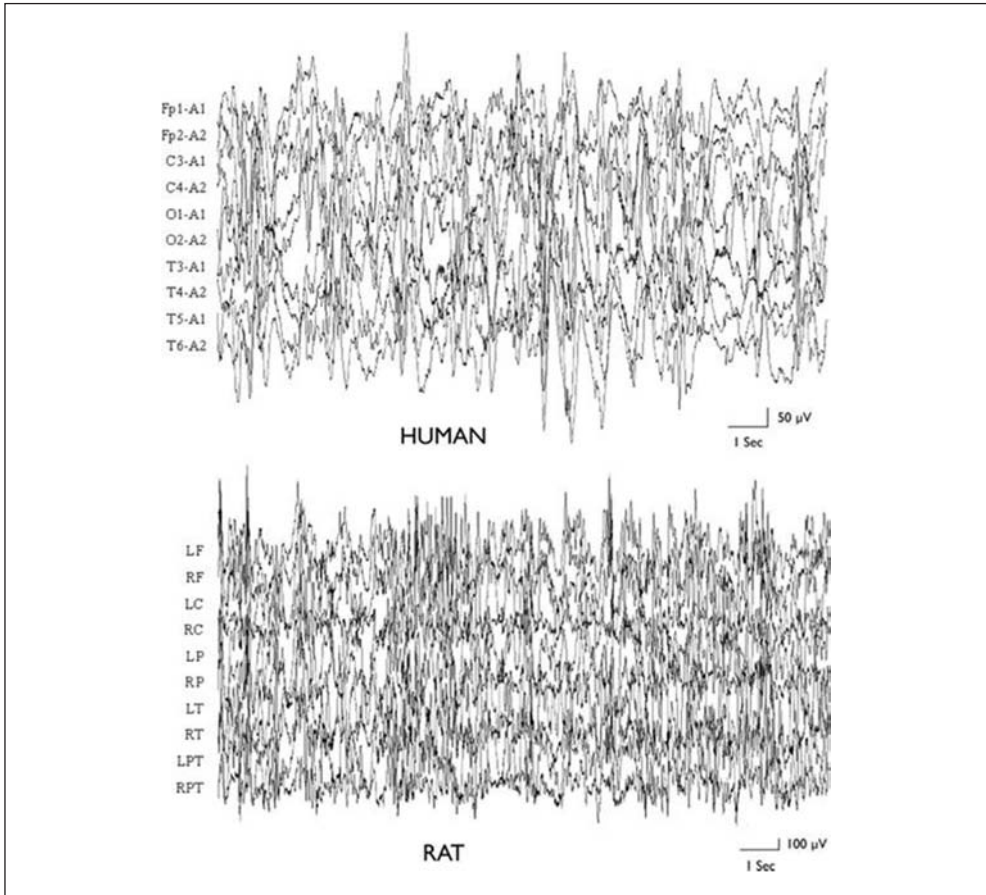 Fp1-A1
Fp2-A2
C3-A1
C4-A2
O1-A1
O2-A2
T3-A1
T4-A2
T5-A1
T6-A2
50 μV
1 Sec
HUMAN
LF
RF
LC
RC
LP
RP
LT
RT
LPT
RPT
100 μV
1 Sec
RAT